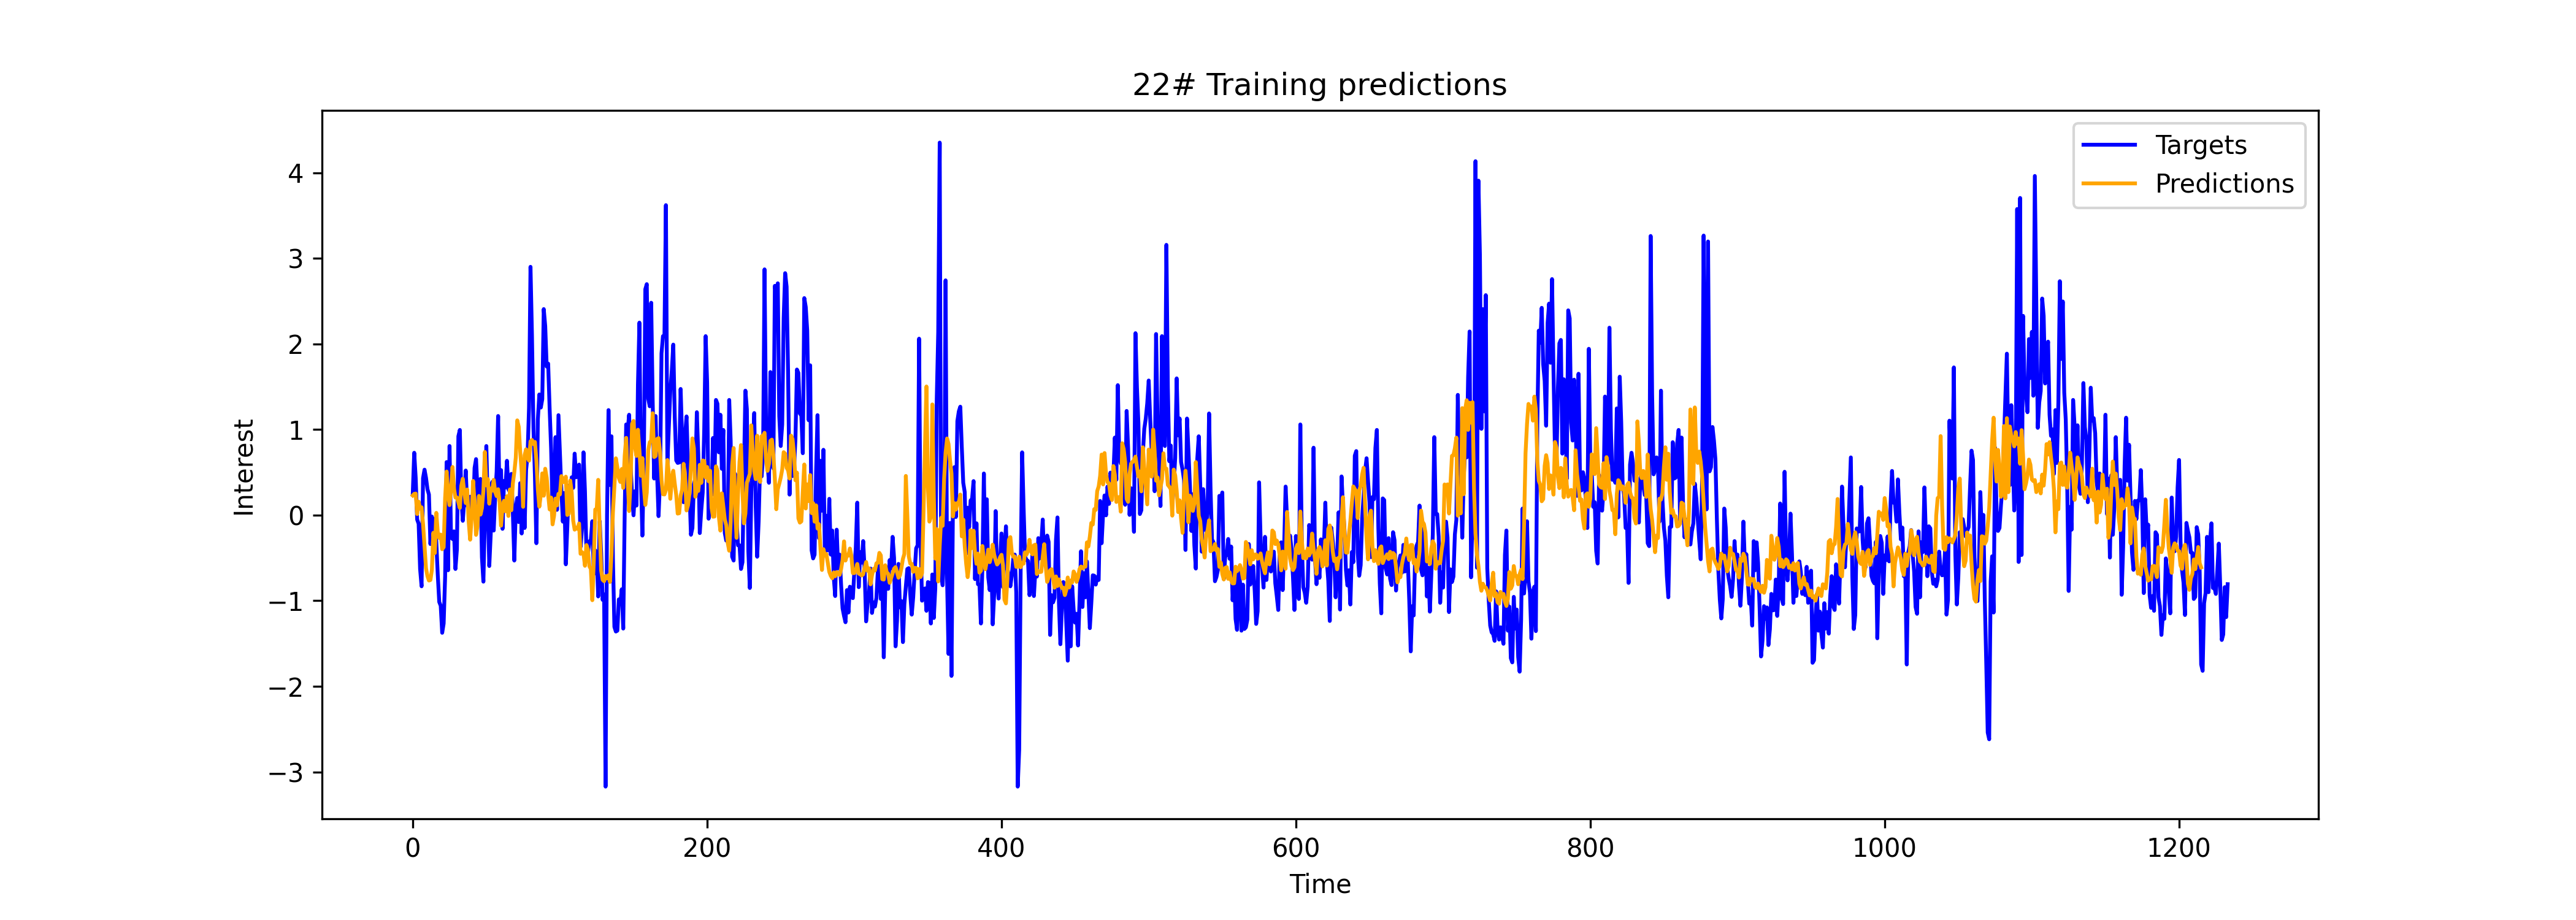 22# Training predictions
Targets
Predictions
Interest
4
3
2
1
0
−1
−2
−3
0 200 400 600 800 1000 1200
Time